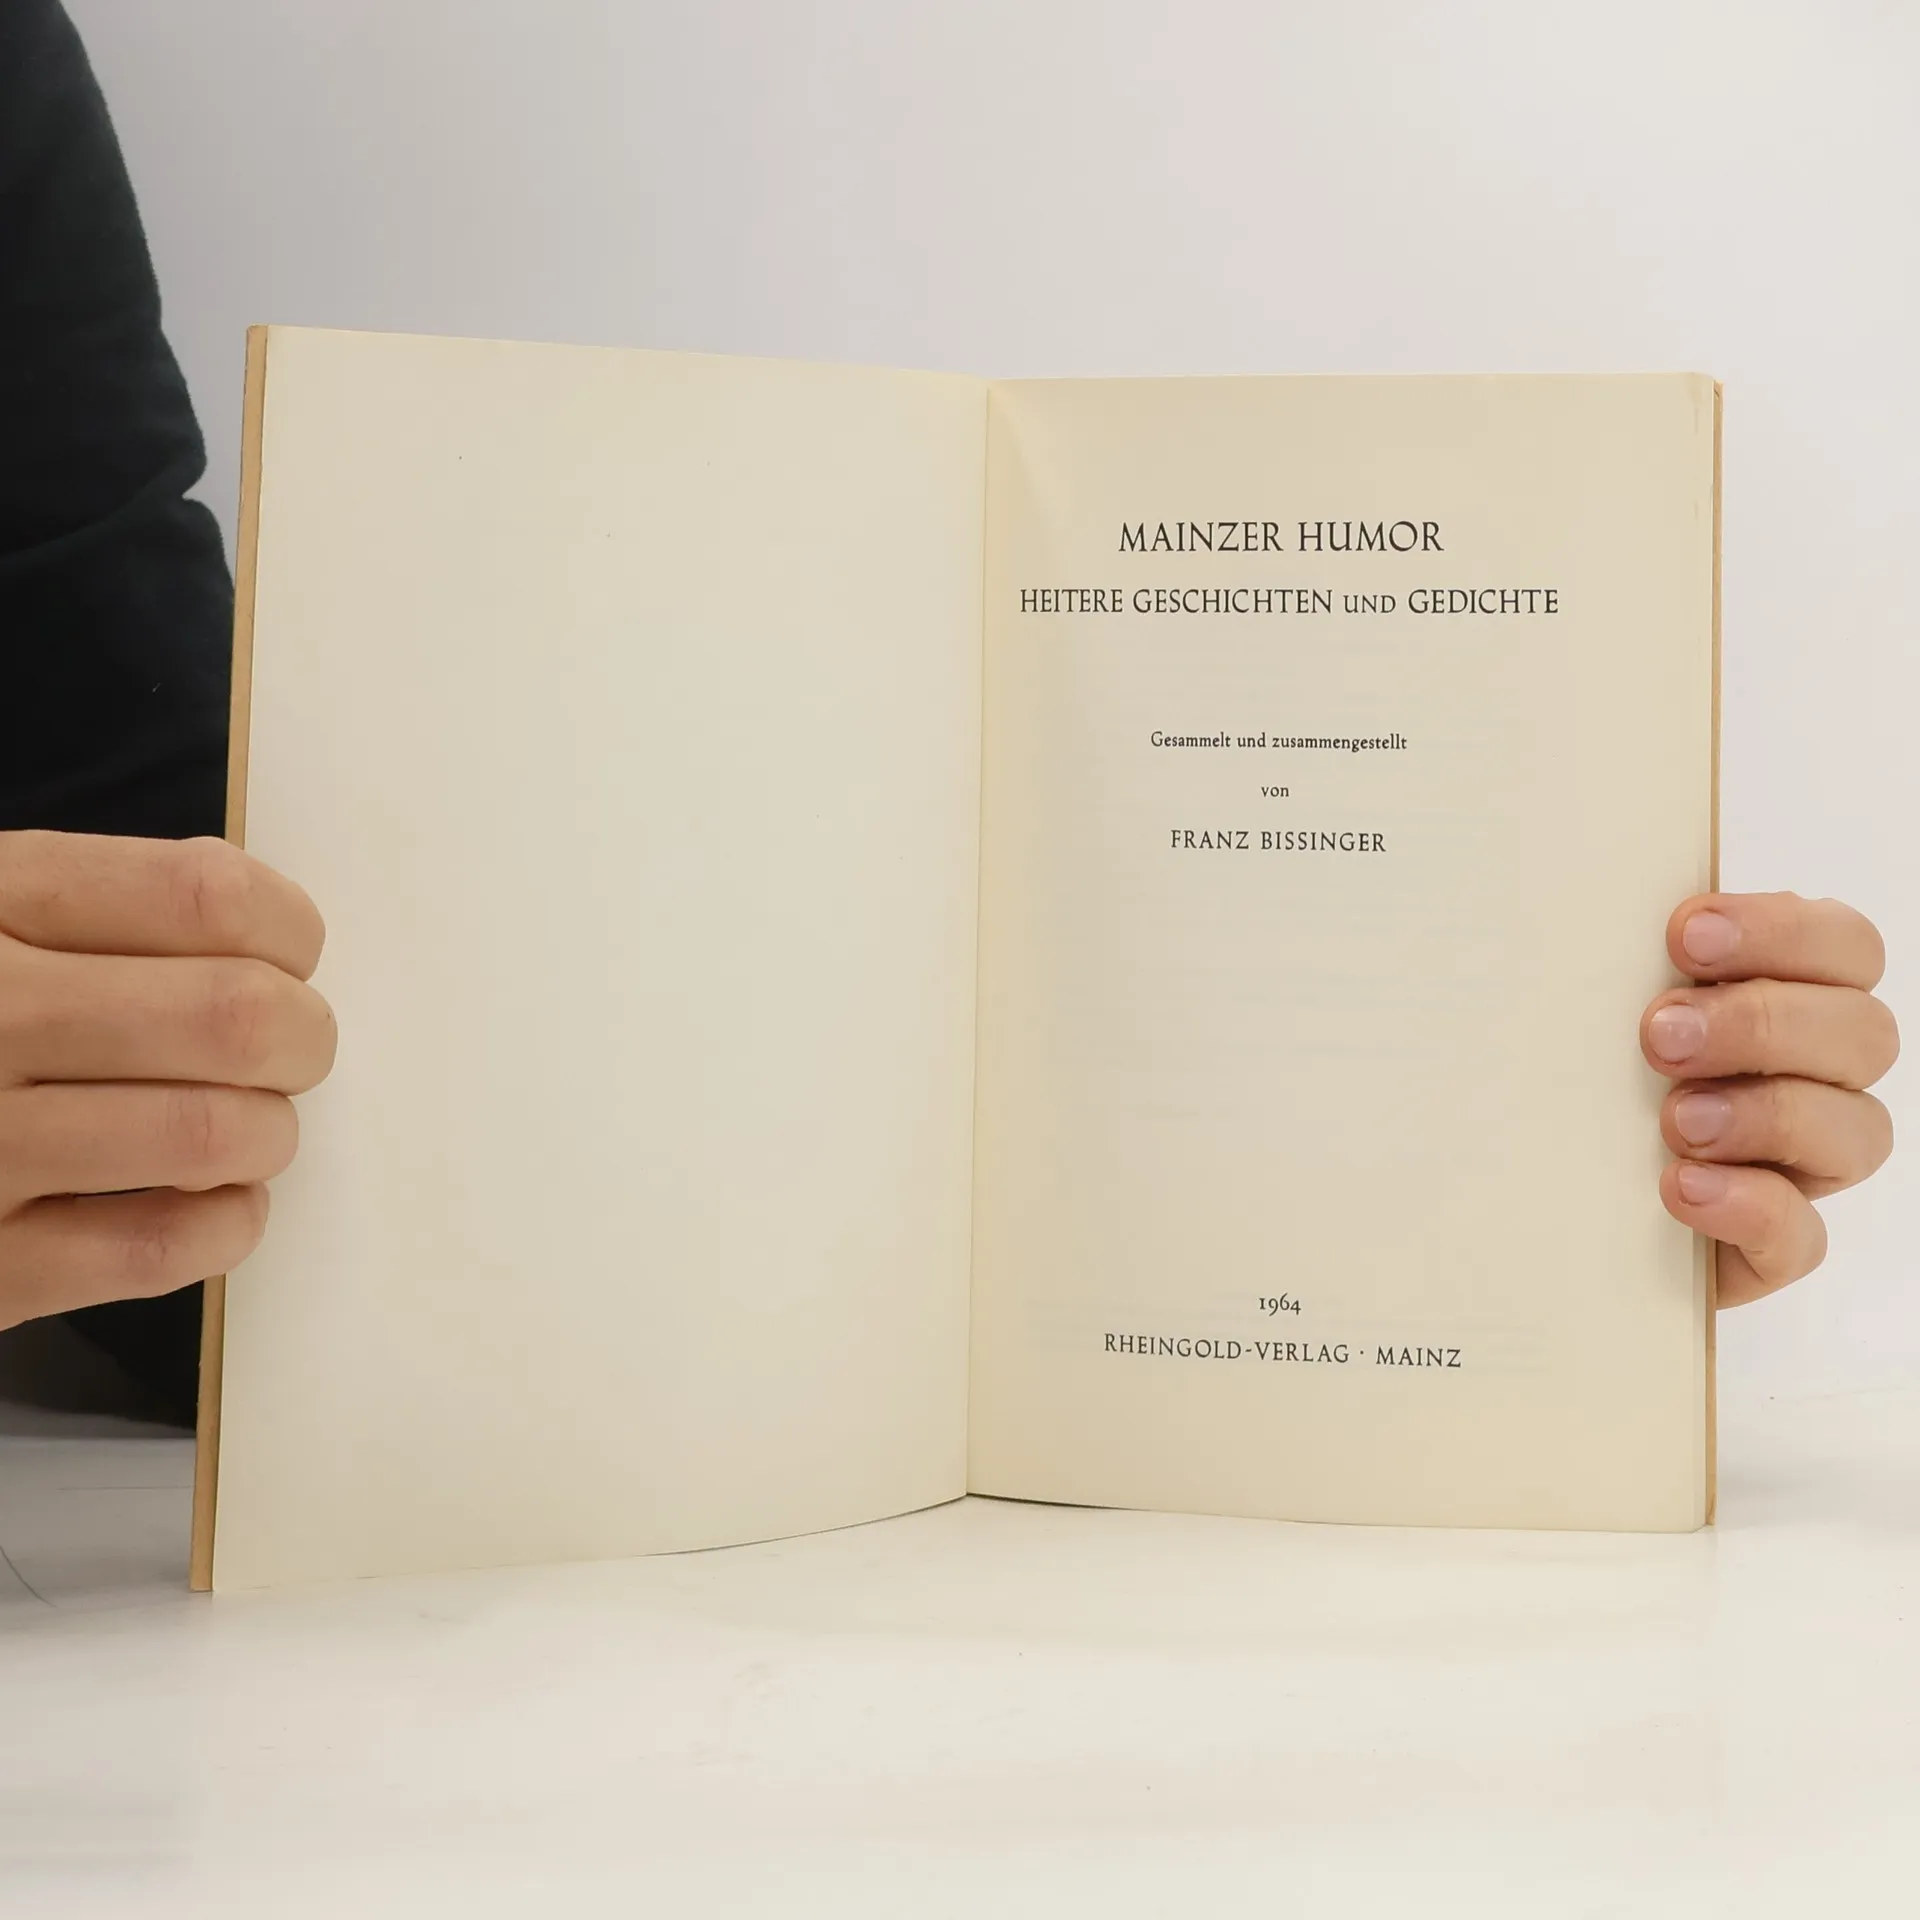 MAINZER HUMOR
HEITERE GESCHICHTEN UND GEDICHTE
Gesammelt und zusammengestellt
von
FRANZ BISSINGER
1964
RHEINGOLD-VERLAG · MAINZ